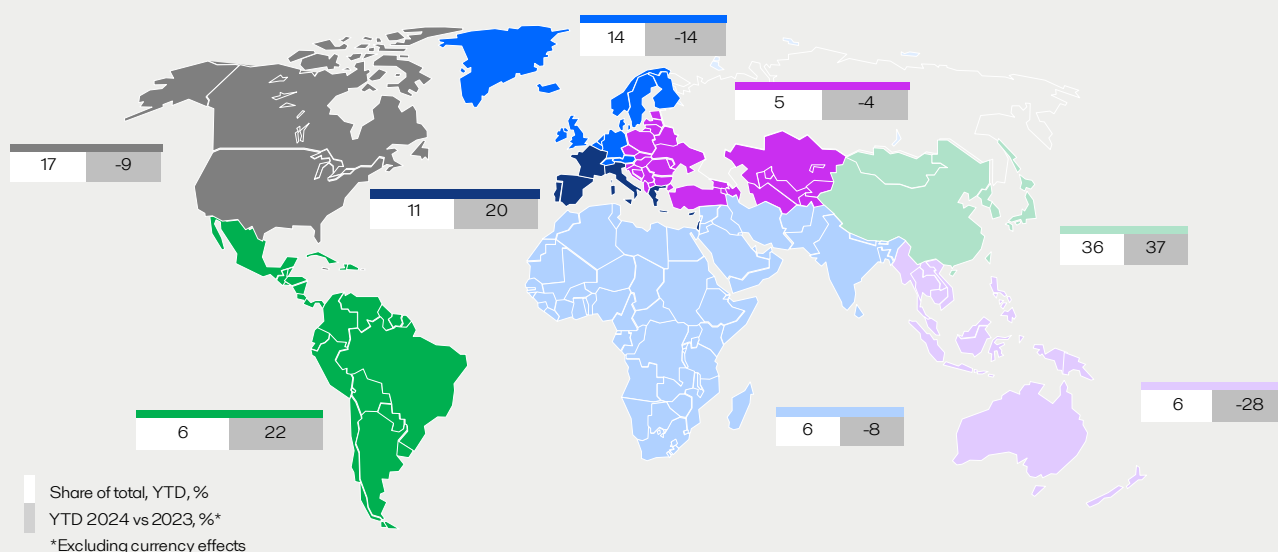 14 -14
5 -4
17 -9
11 20
36 37
6 -28
6 22
6 -8
Share of total, YTD, %
YTD 2024 vs 2023, %*
*Excluding currency effects